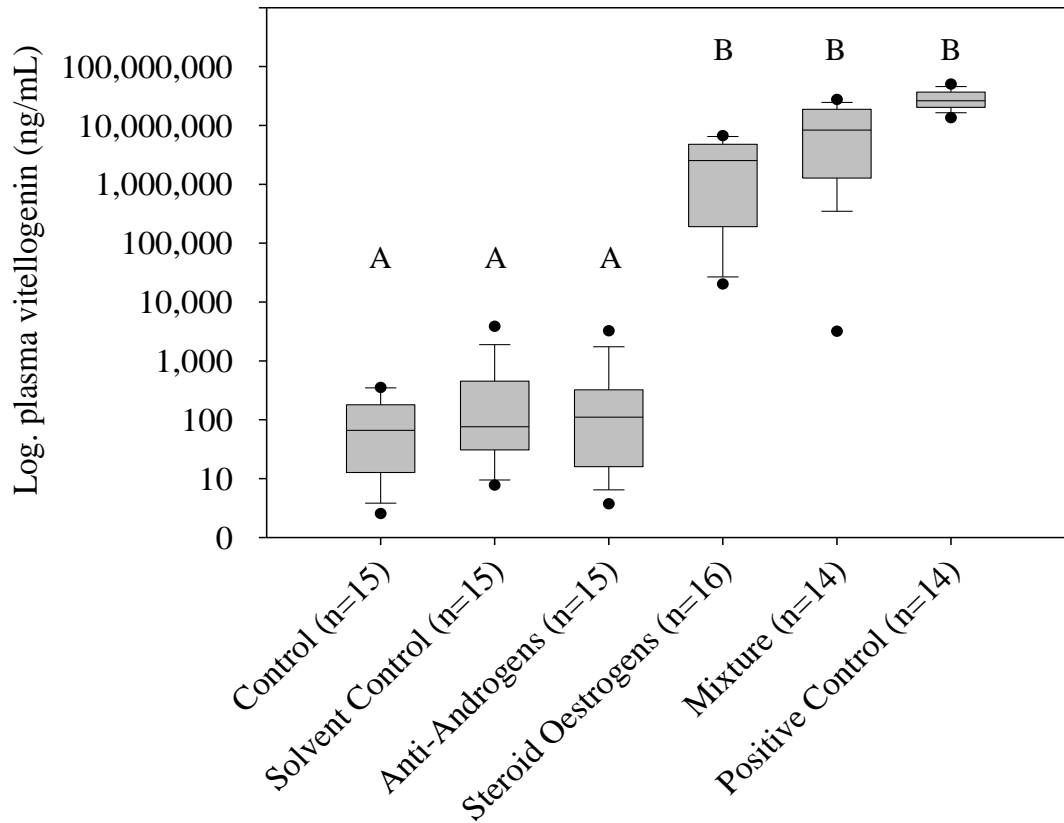 Log. plasma vitellogenin (ng/mL)
100,000,000
10,000,000
1,000,000
100,000
10,000
1,000
100
10
0
A
A
A
B
B
B
Control (n=15)
Solvent Control (n=15)
Anti-Androgens (n=15)
Steroid Oestrogens (n=16)
Mixture (n=14)
Positive Control (n=14)